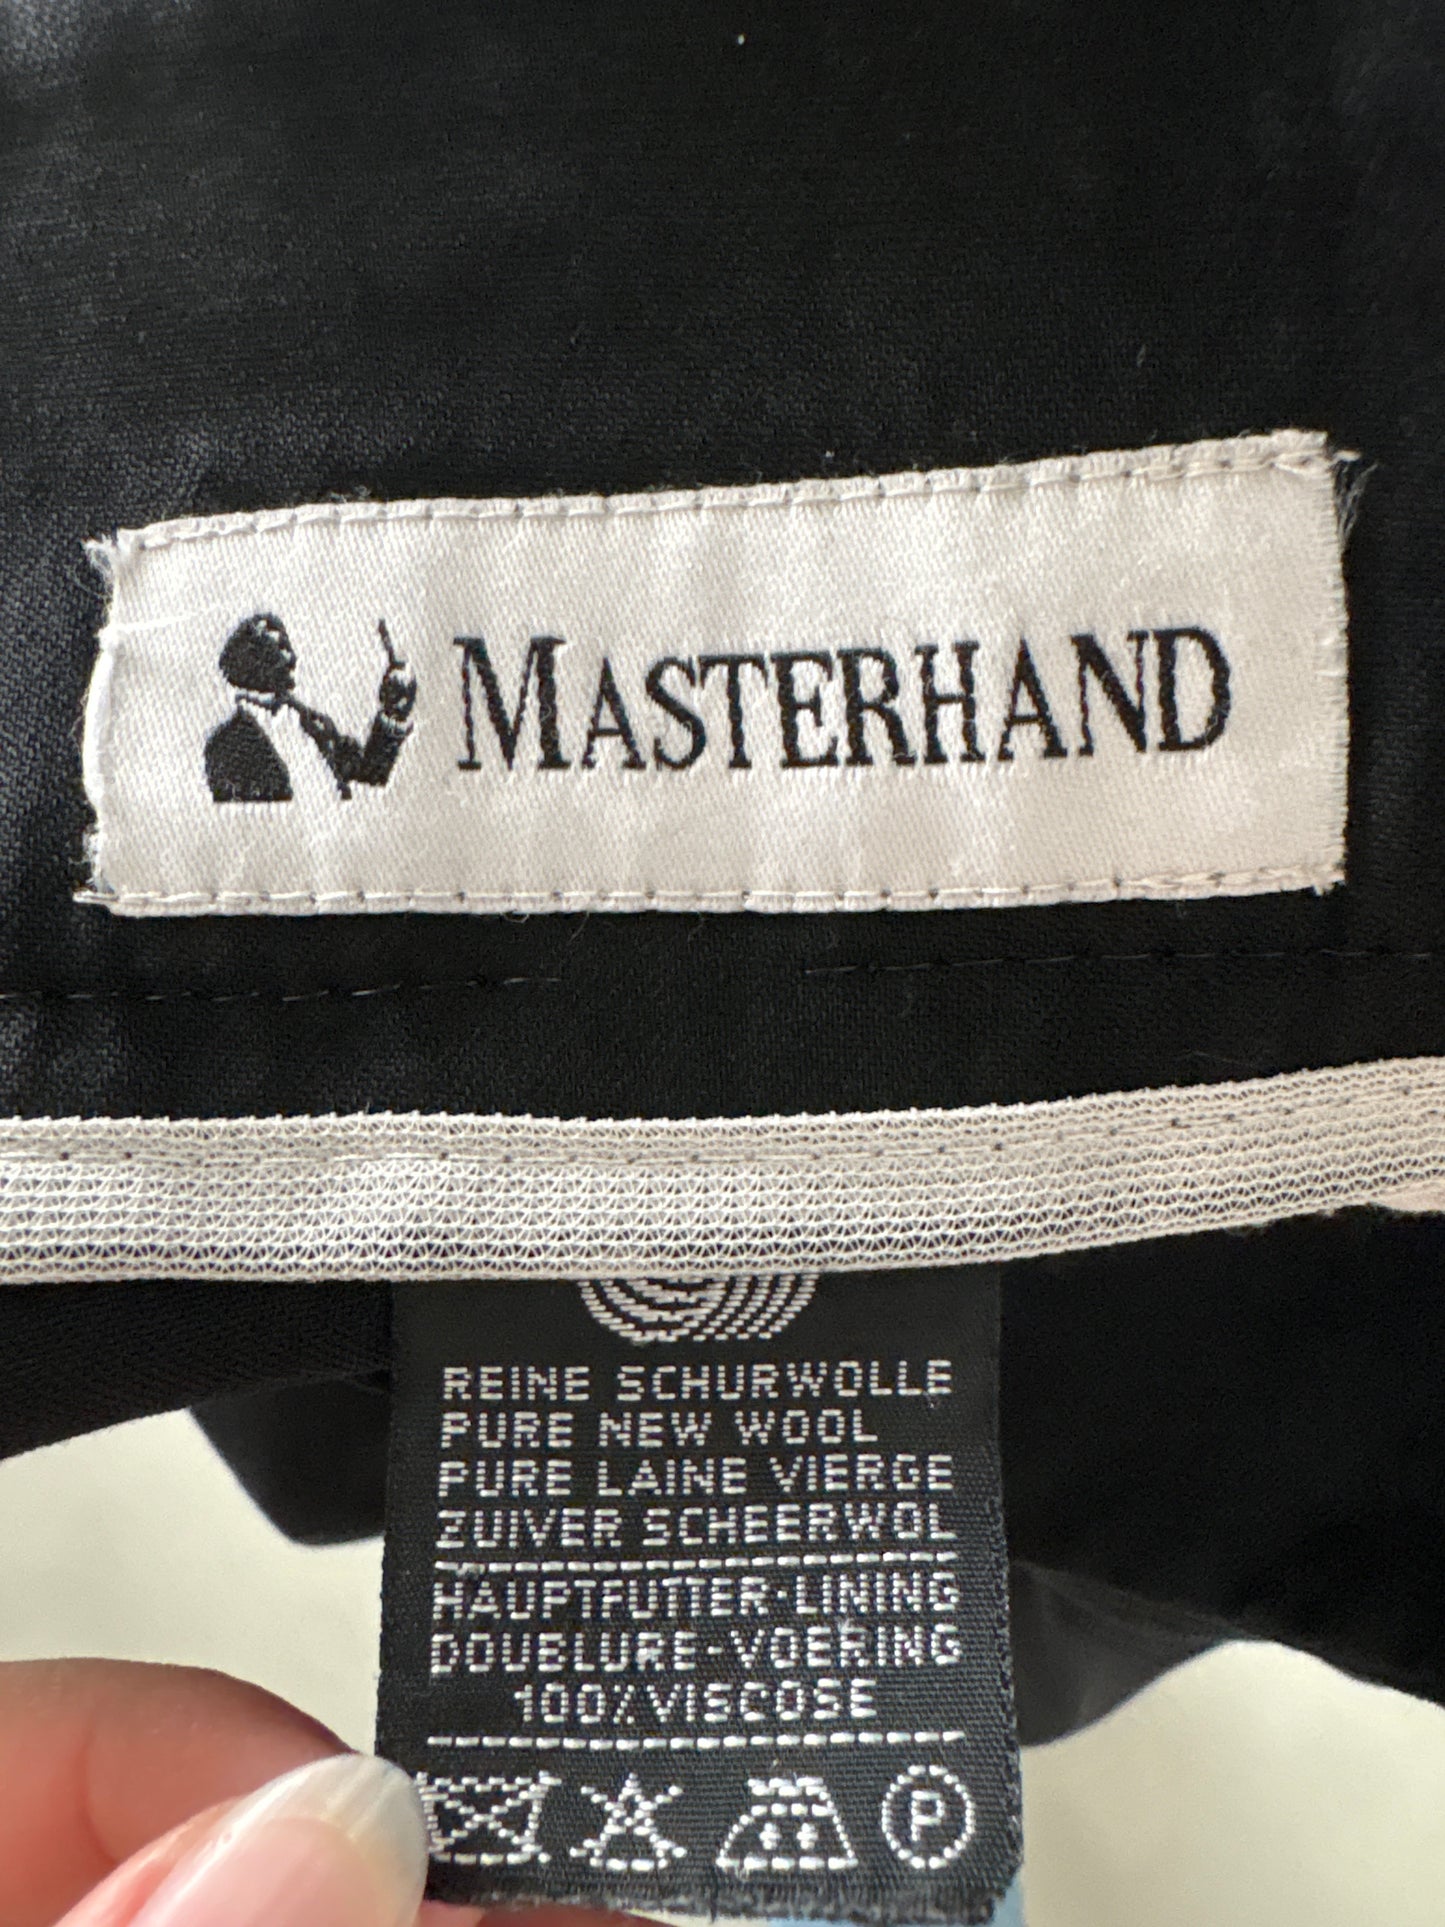 MASTERHAND
REINE SCHURWOLLE
PURE NEW WOOL
PURE LAINE VIERGE
ZUIVER SCHEERWOL
HAUPTFUTTER-LINING
DOUBLURE-VOERING
100%VISCOSE
P